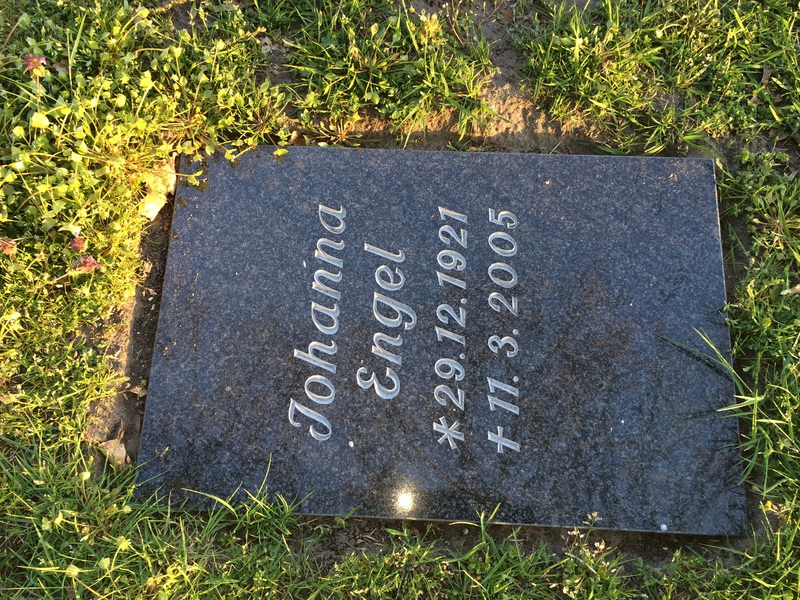 Johanna
Engel
*29.12.1921
†11. 3. 2005